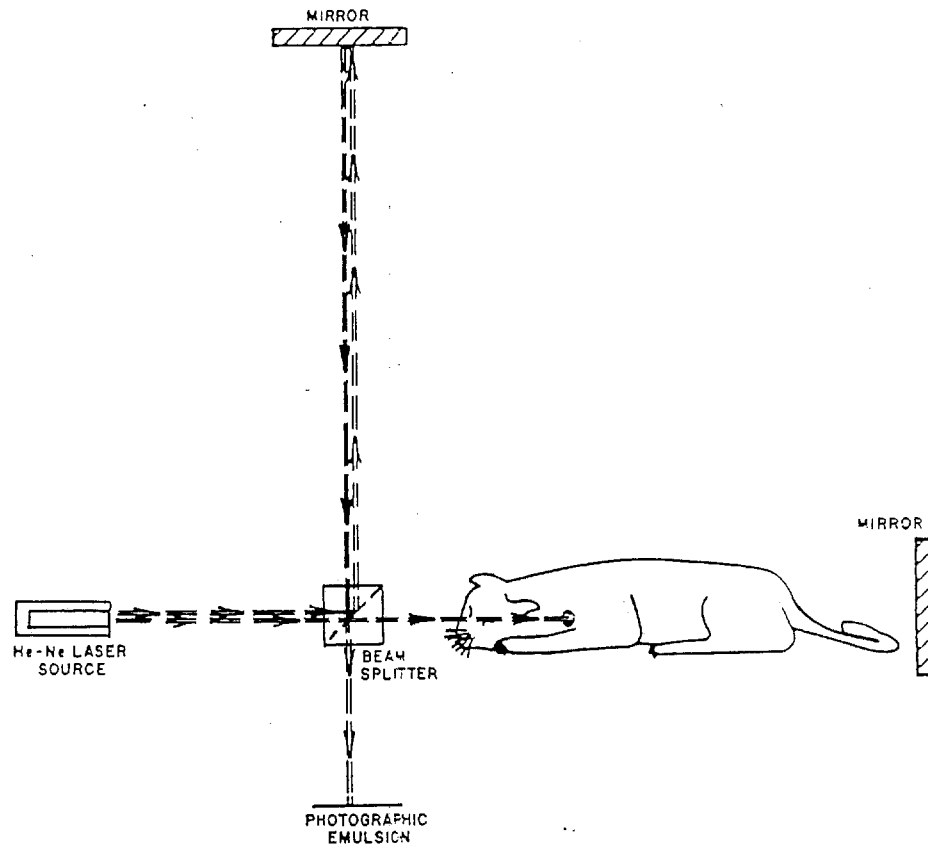 MIRROR
MIRROR
He-Ne LASER
SOURCE
BEAM
SPLITTER
PHOTOGRAPHIC
EMULSION